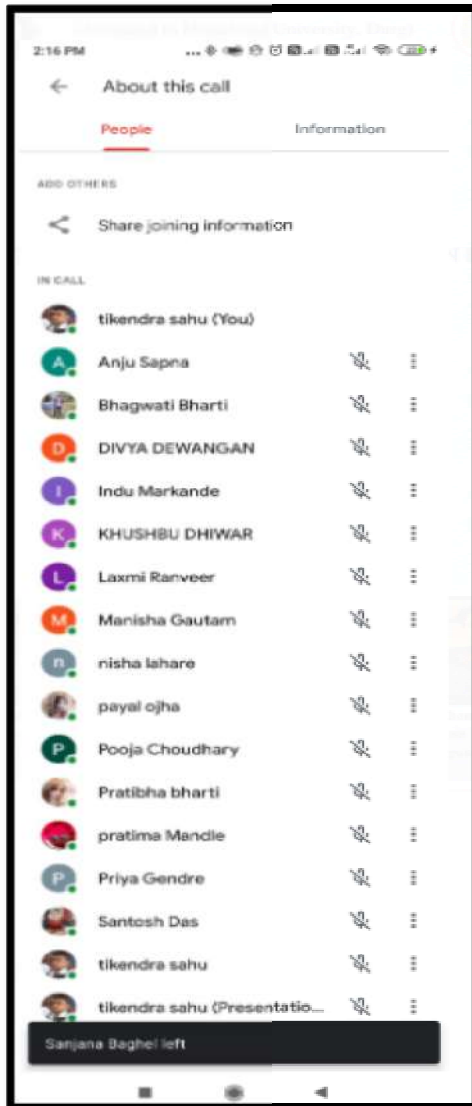 2:16 PM
About this call
People Information
ADD OTHERS
Share joining information
IN CALL
tikendra sahu (You)
A Anju Sapna
Bhagwati Bharti
D DIVYA DEWANGAN
I Indu Markande
K KHUSHBU DHIWAR
L Laxmi Ranveer
M Manisha Gautam
n nisha lahare
payal ojha
P Pooja Choudhary
Pratibha bharti
pratima Mandle
P Priya Gendre
Santosh Das
tikendra sahu
tikendra sahu (Presentatio...
Sanjana Baghel left